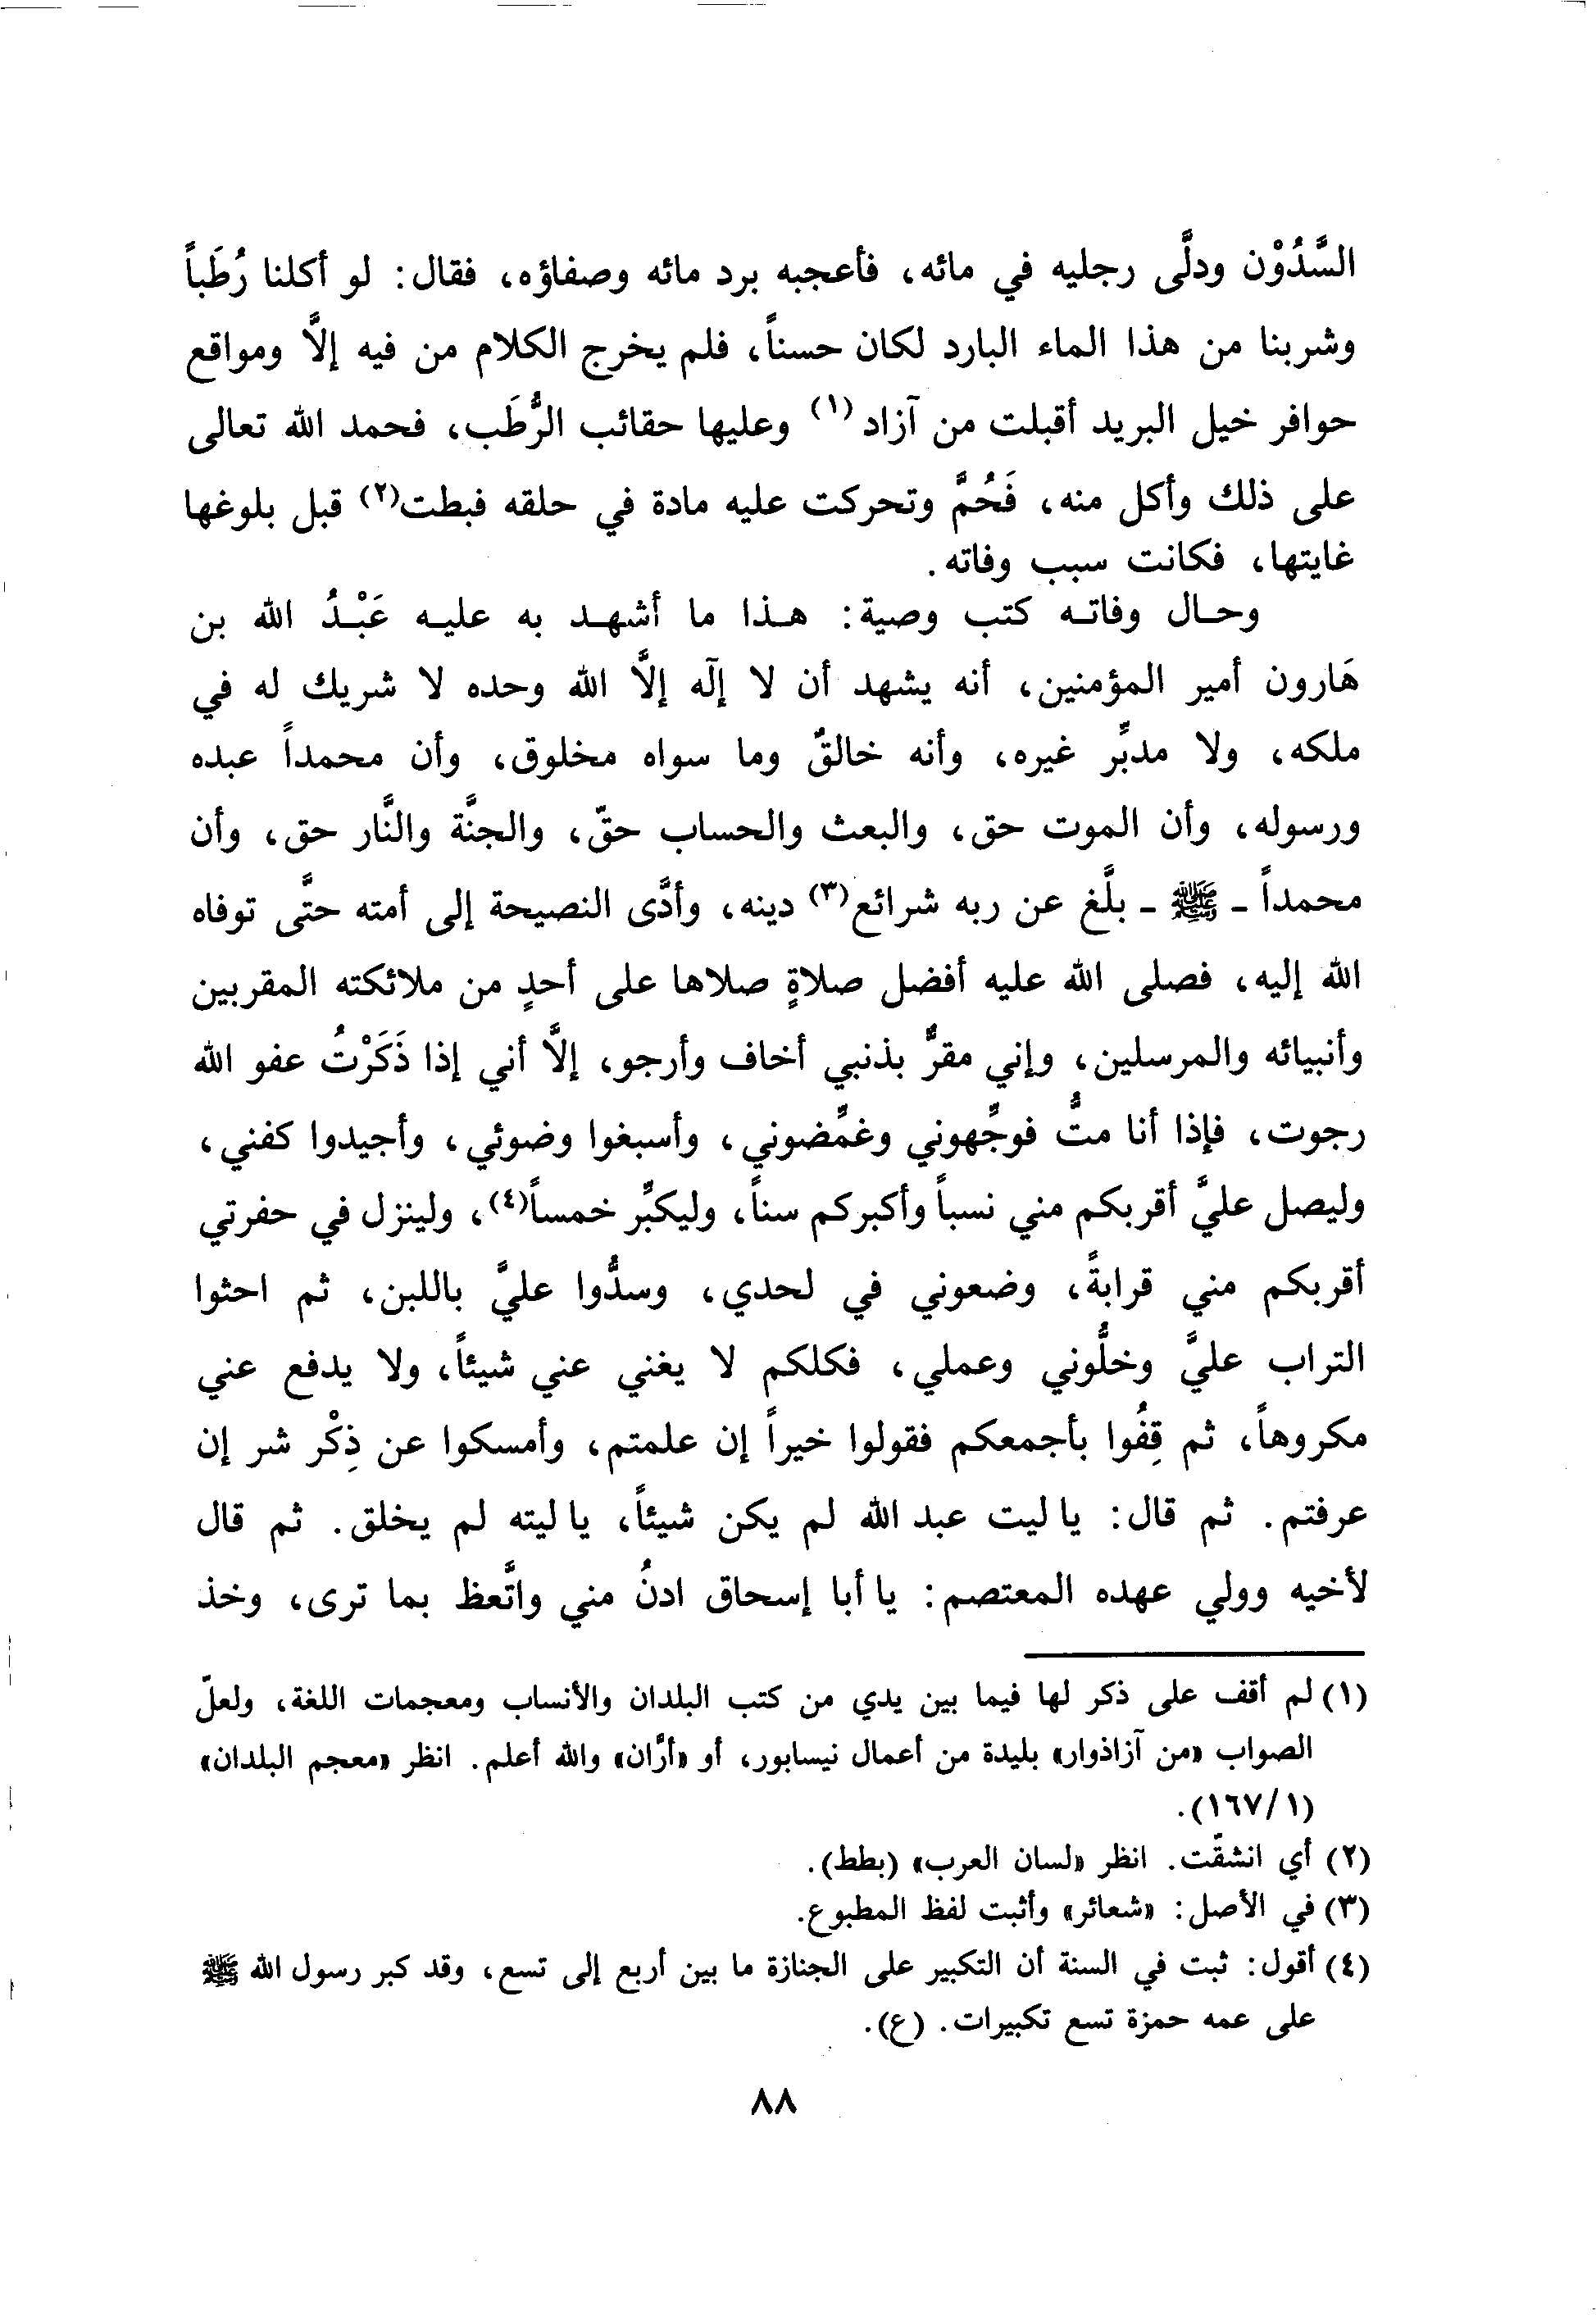 السَّدُوْن ودلَّى رجليه في مائه، فأعجبه برد مائه وصفاؤه، فقال: لو أكلنا رُطَباً
وشربنا من هذا الماء البارد لكان حسناً، فلم يخرج الكلام من فيه إلاَّ ومواقع
حوافر خيل البريد أقبلت من آزاد (١) وعليها حقائب الرُّطَب، فحمد الله تعالى
على ذلك وأكل منه، فَحُمَّ وتحركت عليه مادة في حلقه فبطت(٢) قبل بلوغها
غايتها، فكانت سبب وفاته.
وحال وفاته كتب وصية: هذا ما أشهد به عليه عَبْدُ الله بن
هَارون أمير المؤمنين، أنه يشهد أن لا إلٓه إلاَّ الله وحده لا شريك له في
ملكه، ولا مدبِّر غيره، وأنه خالقٌ وما سواه مخلوق، وأن محمداً عبده
ورسوله، وأن الموت حق، والبعث والحساب حقّ، والجنَّة والنَّار حق، وأن
محمداً - ﷺ - بلَّغ عن ربه شرائع(٣) دينه، وأدَّى النصيحة إلى أمته حتَّى توفاه
الله إليه، فصلى الله عليه أفضل صلاةٍ صلاها على أحدٍ من ملائكته المقربين
وأنبيائه والمرسلين، وإني مقرٌّ بذنبي أخاف وأرجو، إلاَّ أني إذا ذَكَرْتُ عفو الله
رجوت، فإذا أنا متُّ فوجِّهوني وغمِّضوني، وأسبغوا وضوئي، وأجيدوا كفني،
وليصل عليَّ أقربكم مني نسباً وأكبركم سناً، وليكبِّر خمساً(٤)، ولينزل في حفرتي
أقربكم مني قرابةً، وضعوني في لحدي، وسدُّوا عليَّ باللبن، ثم احثوا
التراب عليَّ وخلُّوني وعملي، فكلكم لا يغني عني شيئاً، ولا يدفع عني
مكروهاً، ثم قِفُوا بأجمعكم فقولوا خيراً إن علمتم، وأمسكوا عن ذِكْر شر إن
عرفتم. ثم قال: يا ليت عبد الله لم يكن شيئاً، يا ليته لم يخلق. ثم قال
لأخيه وولي عهده المعتصم: يا أبا إسحاق ادنُ مني واتَّعظ بما ترى، وخذ
(١) لم أقف على ذكر لها فيما بين يدي من كتب البلدان والأنساب ومعجمات اللغة، ولعلّ
الصواب «من آزاذوار» بليدة من أعمال نيسابور، أو «أرَّان» والله أعلم. انظر «معجم البلدان»
(١/١٦٧).
(٢) أي انشقّت. انظر «لسان العرب» (بطط).
(٣) في الأصل: «شعائر» وأثبت لفظ المطبوع.
(٤) أقول: ثبت في السنة أن التكبير على الجنازة ما بين أربع إلى تسع، وقد كبر رسول الله ﷺ
على عمه حمزة تسع تكبيرات. (ع).
٨٨